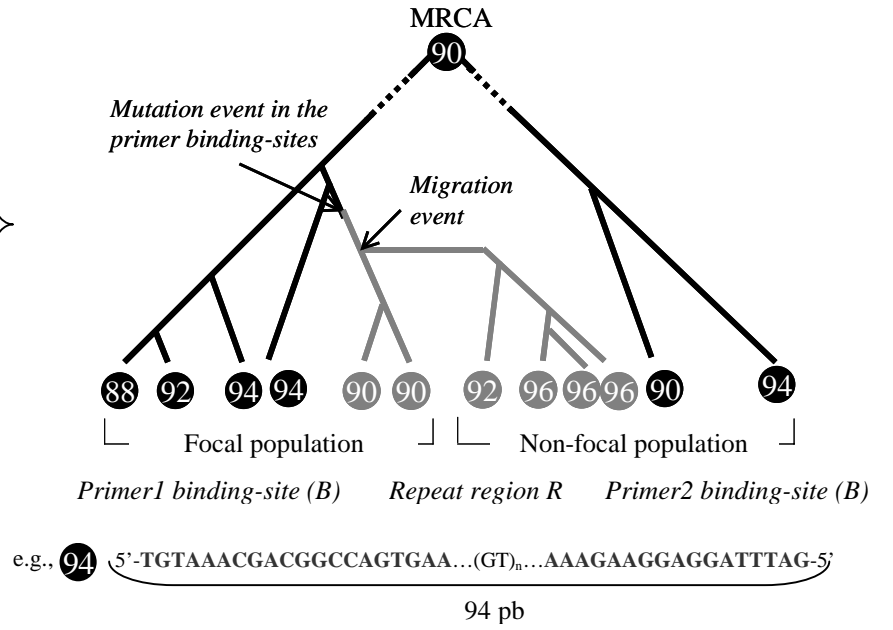 MRCA
90
Mutation event in the
primer binding-sites
Migration
event
88 92 94 94 90 90 92 96 96 96 90 94
Focal population Non-focal population
Primer1 binding-site (B) Repeat region R Primer2 binding-site (B)
e.g., 94 5’-TGTAAACGACGGCCAGTGAA…(GT)n…AAAGAAGGAGGATTTAG-5’
94 pb